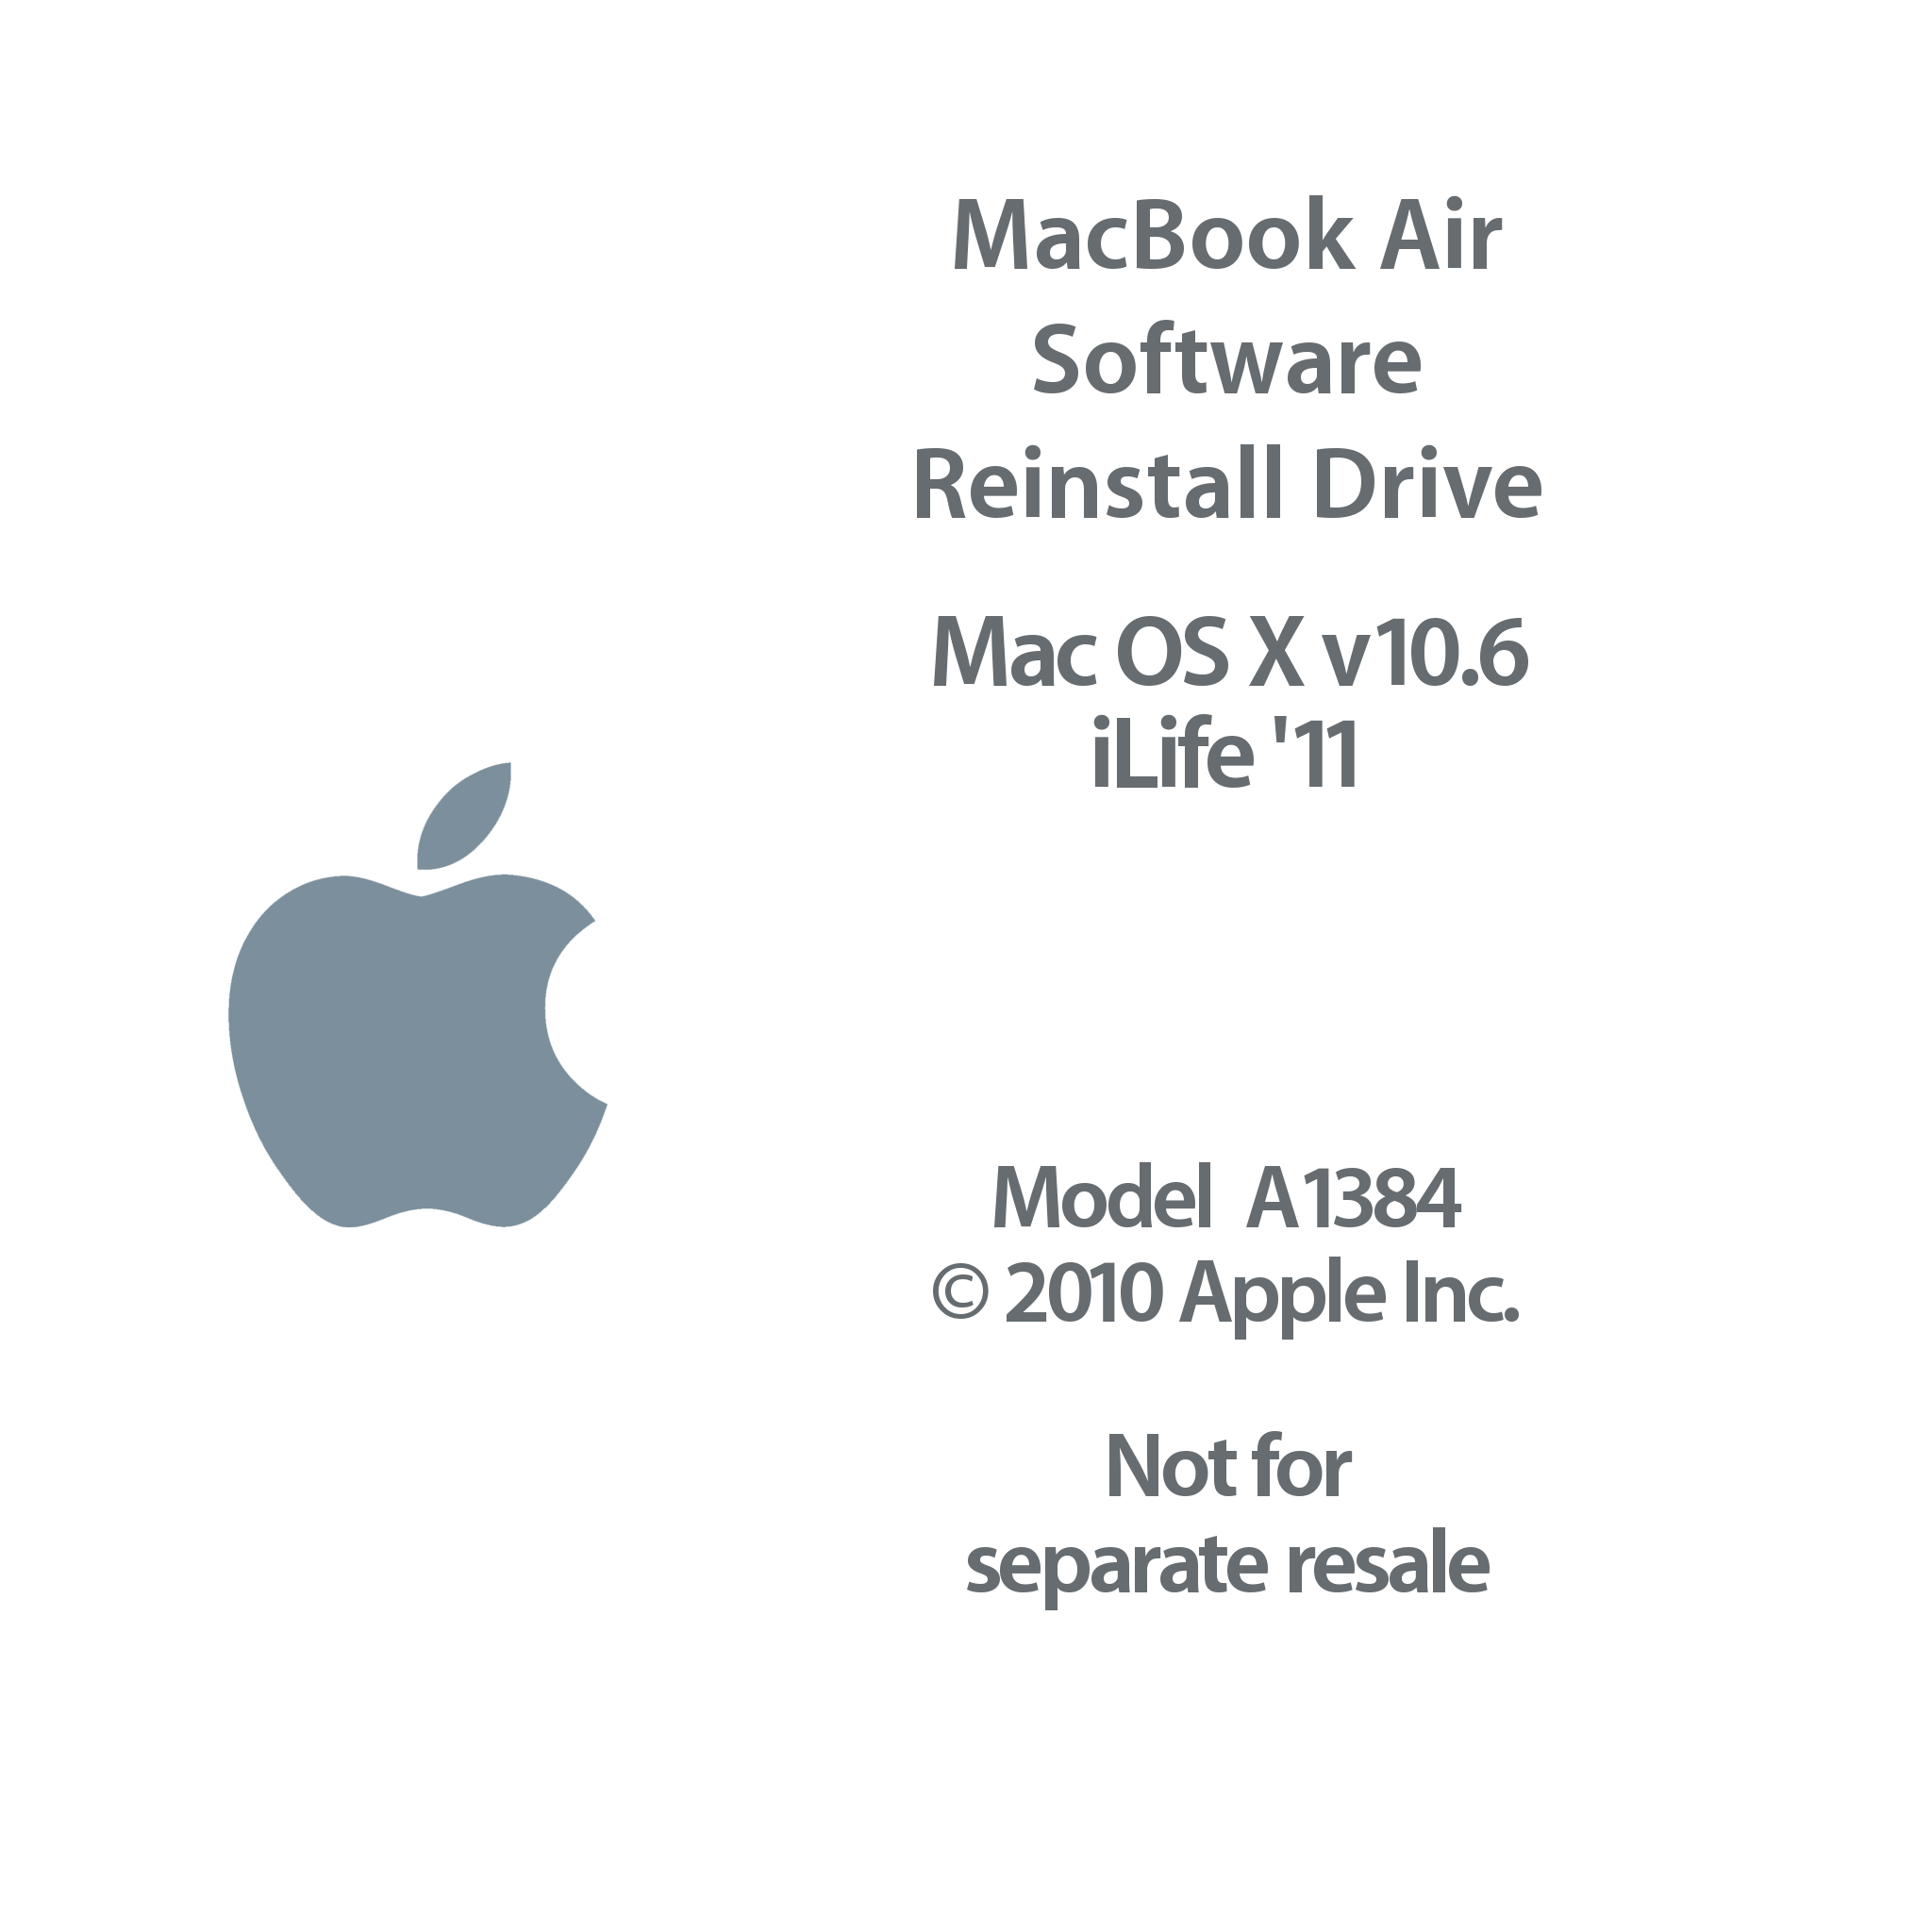 MacBook Air
Software
Reinstall Drive
Mac OS X v10.6
iLife '11
Model A1384
© 2010 Apple Inc.
Not for
separate resale